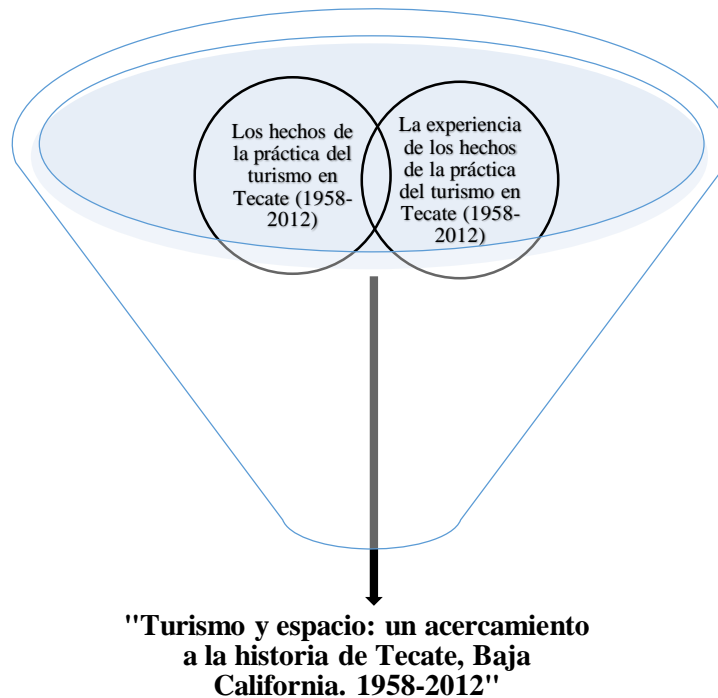 Los hechos de
la práctica del
turismo en
Tecate (1958-
2012)
La experiencia
de los hechos
de la práctica
del turismo en
Tecate (1958-
2012)
"Turismo y espacio: un acercamiento
a la historia de Tecate, Baja
California. 1958-2012"